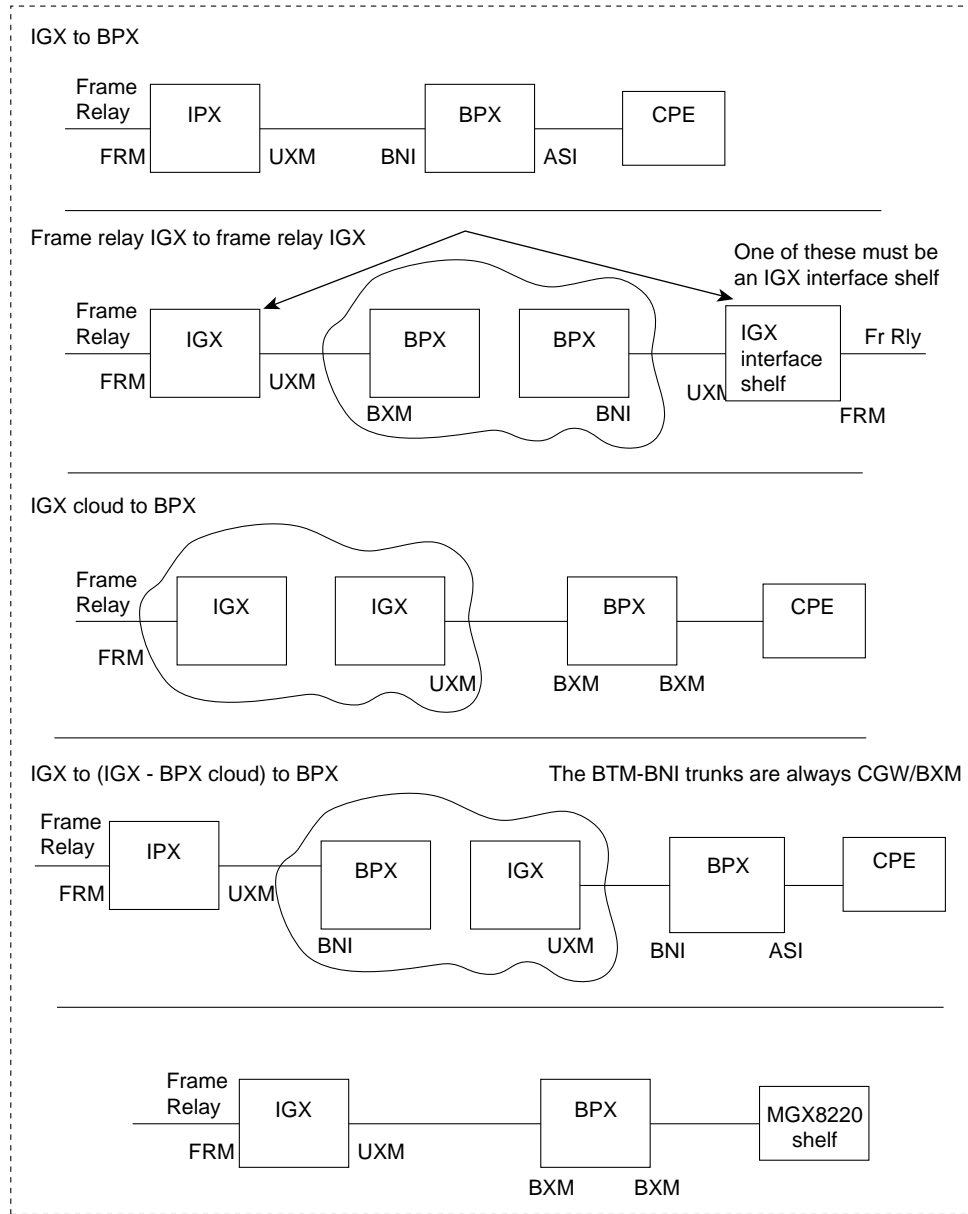 IGX to BPX
Frame
Relay
IPX
BPX
CPE
FRM
UXM
BNI
ASI
Frame relay IGX to frame relay IGX
One of these must be
an IGX interface shelf
Frame
Relay
IGX
BPX
BPX
IGX
interface
shelf
Fr Rly
FRM
UXM
BXM
BNI
UXM
FRM
IGX cloud to BPX
Frame
Relay
IGX
IGX
BPX
CPE
FRM
UXM
BXM
BXM
IGX to (IGX - BPX cloud) to BPX
The BTM-BNI trunks are always CGW/BXM
Frame
Relay
IPX
BPX
IGX
BPX
CPE
FRM
UXM
BNI
UXM
BNI
ASI
Frame
Relay
IGX
BPX
MGX8220
shelf
FRM
UXM
BXM
BXM